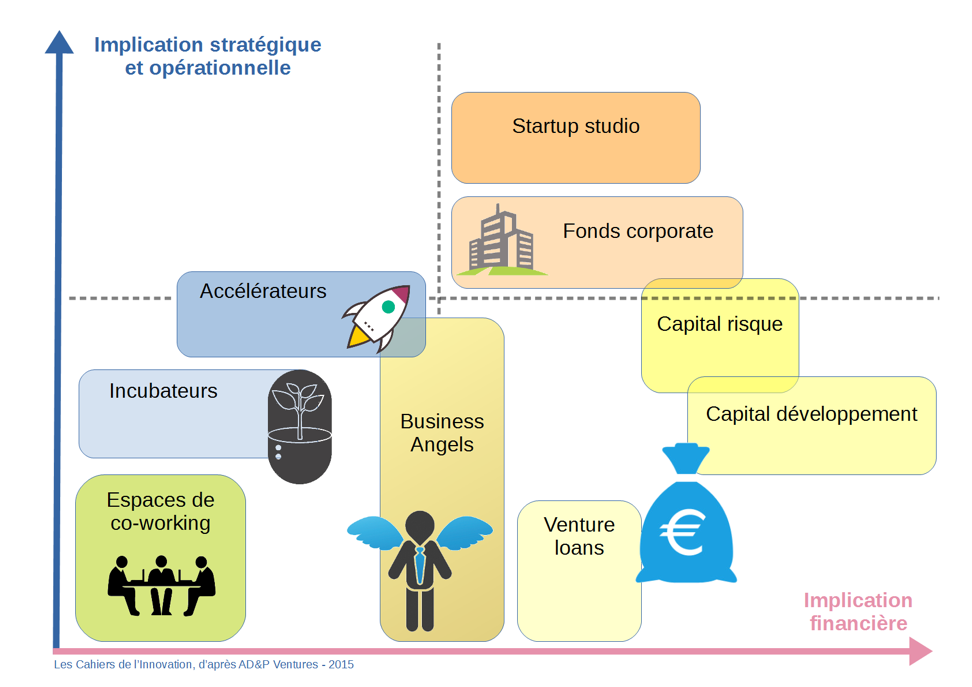 Implication stratégique
et opérationnelle
Startup studio
Fonds corporate
Accélérateurs
Capital risque
Incubateurs
Business
Angels
Capital développement
Espaces de
co-working
Venture
loans
€
Implication
financière
Les Cahiers de l'Innovation, d'après AD&P Ventures - 2015